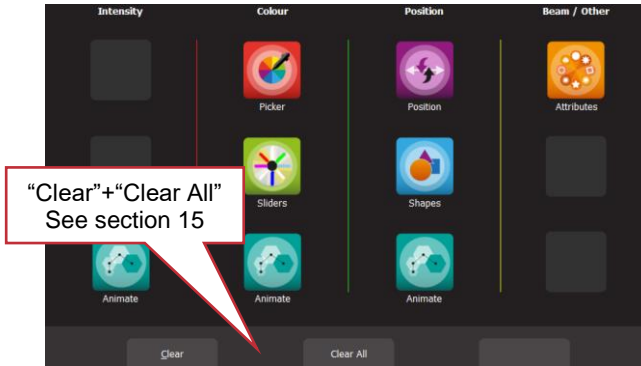 Intensity Colour Position Beam / Other
Picker Position Attributes
“Clear”+“Clear All”
See section 15
Sliders Shapes
Animate Animate Animate
Clear Clear All